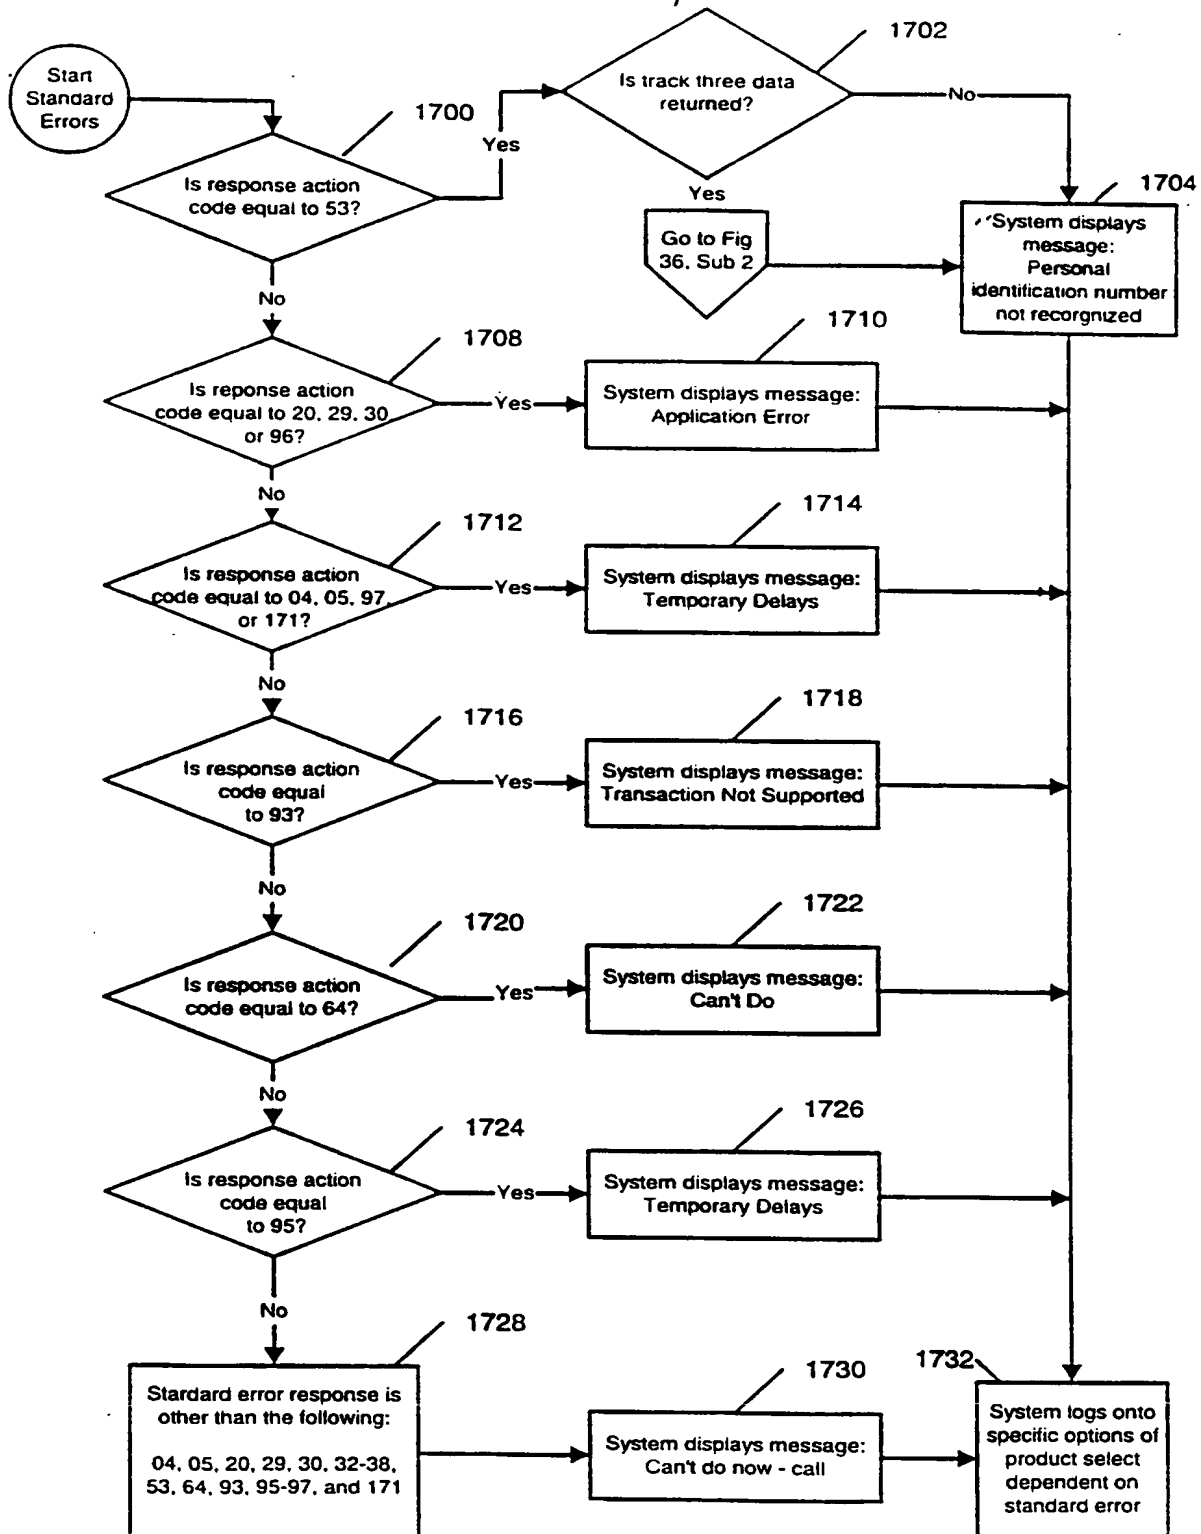 Start
Standard
Errors
1700
Is response action
code equal to 53?
Yes
1702
Is track three data
returned?
No
Yes
Go to Fig
36, Sub 2
1704
System displays
message:
Personal
identification number
not recorgnized
No
1708
Is reponse action
code equal to 20, 29, 30
or 96?
Yes
1710
System displays message:
Application Error
No
1712
Is response action
code equal to 04, 05, 97,
or 171?
Yes
1714
System displays message:
Temporary Delays
No
1716
Is response action
code equal
to 93?
Yes
1718
System displays message:
Transaction Not Supported
No
1720
Is response action
code equal to 64?
Yes
1722
System displays message:
Can't Do
No
1724
Is response action
code equal
to 95?
Yes
1726
System displays message:
Temporary Delays
No
1728
Stardard error response is
other than the following:
04, 05, 20, 29, 30, 32-38,
53, 64, 93, 95-97, and 171
1730
System displays message:
Can't do now - call
1732
System logs onto
specific options of
product select
dependent on
standard error